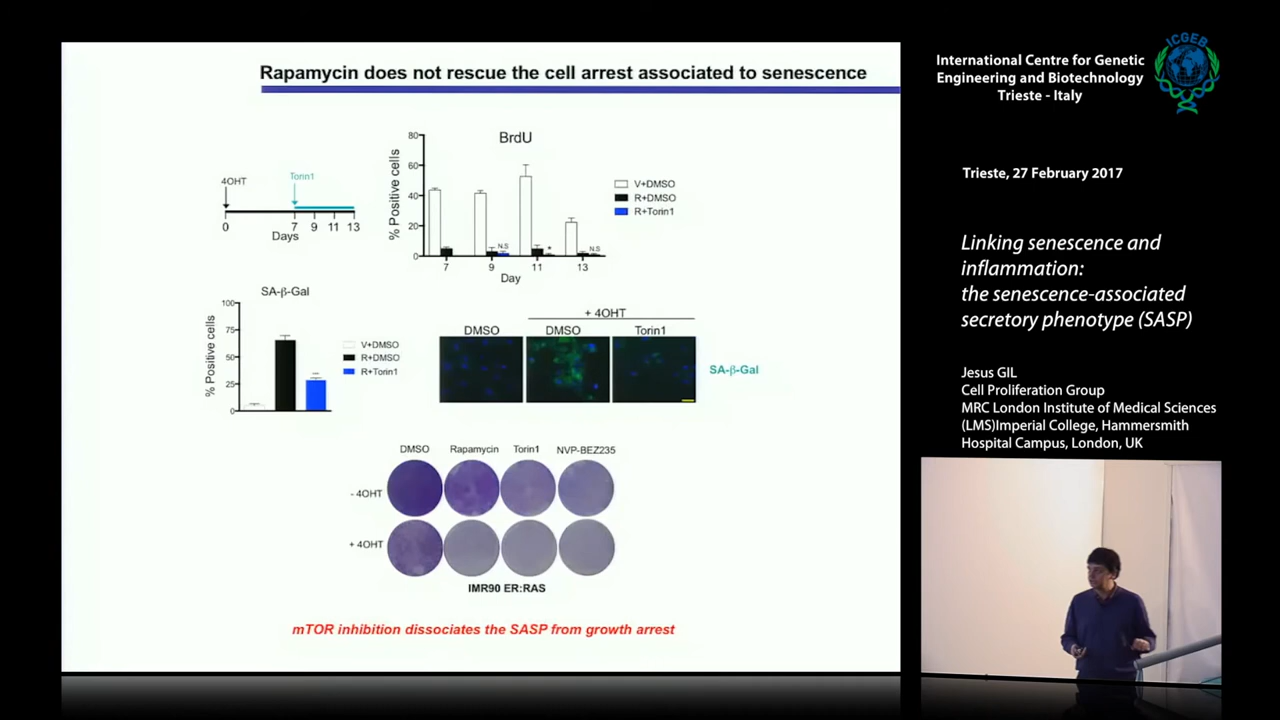 Rapamycin does not rescue the cell arrest associated to senescence
4OHT
Torin1
0
7
9
11
13
Days
BrdU
% Positive cells
80
60
40
20
0
N.S
*
N.S
7
9
11
13
Day
V+DMSO
R+DMSO
R+Torin1
SA-β-Gal
% Positive cells
100
75
50
25
0
V+DMSO
R+DMSO
R+Torin1
+ 4OHT
DMSO
DMSO
Torin1
SA-β-Gal
DMSO
Rapamycin
Torin1
NVP-BEZ235
- 4OHT
+ 4OHT
IMR90 ER:RAS
mTOR inhibition dissociates the SASP from growth arrest
International Centre for Genetic
Engineering and Biotechnology
Trieste - Italy
ICGEB
Trieste, 27 February 2017
Linking senescence and
inflammation:
the senescence-associated
secretory phenotype (SASP)
Jesus GIL
Cell Proliferation Group
MRC London Institute of Medical Sciences
(LMS)Imperial College, Hammersmith
Hospital Campus, London, UK